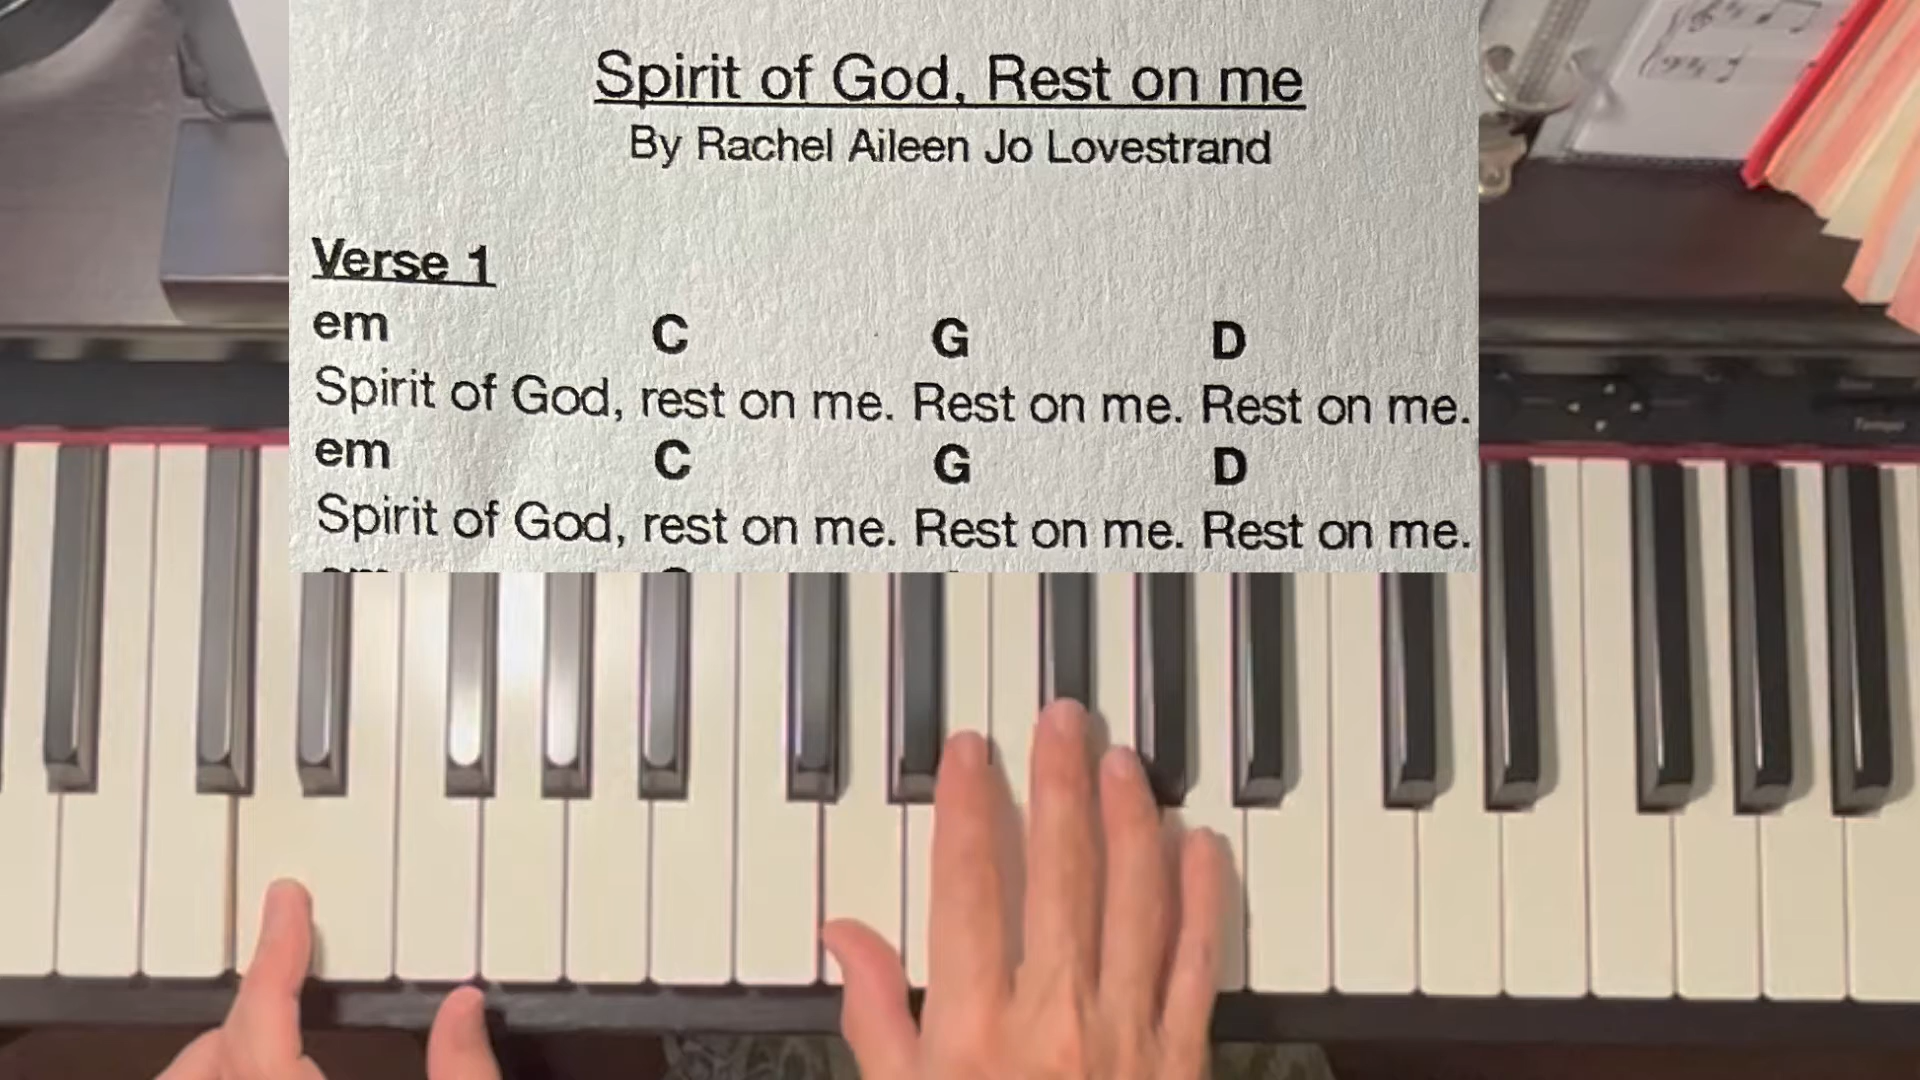 Spirit of God, Rest on me
By Rachel Aileen Jo Lovestrand
Verse 1
em C G D
Spirit of God, rest on me. Rest on me. Rest on me.
em C G D
Spirit of God, rest on me. Rest on me. Rest on me.